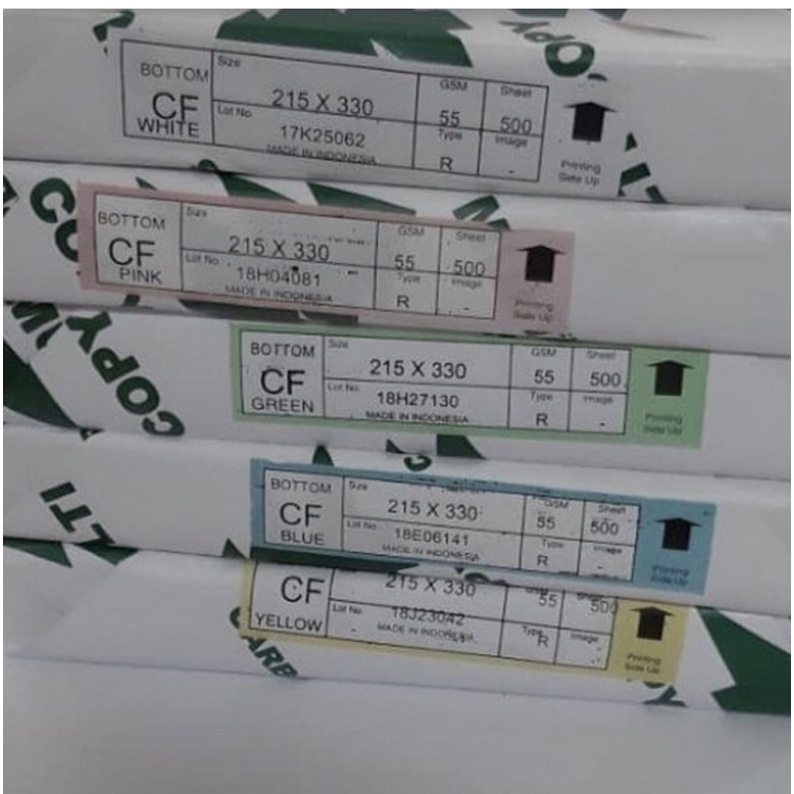 COPY
BOTTOM
CF
WHITE
Size
215 X 330
Lot No.
17K25062
MADE IN INDONESIA
GSM
55
Type
R
Sheet
500
Image
-
Printing
Side Up
BOTTOM
CF
PINK
Size
215 X 330
Lot No.
18H04081
MADE IN INDONESIA
GSM
55
Type
R
Sheet
500
Image
-
Printing
Side Up
COPY
BOTTOM
CF
GREEN
Size
215 X 330
Lot No.
18H27130
MADE IN INDONESIA
GSM
55
Type
R
Sheet
500
Image
-
Printing
Side Up
LTI
BOTTOM
CF
BLUE
Size
215 X 330
Lot No.
18E06141
MADE IN INDONESIA
GSM
55
Type
R
Sheet
500
Image
-
Printing
Side Up
CF
YELLOW
215 X 330
Lot No.
18J23042
MADE IN INDONESIA
55
Type
R
500
Image
-
Printing
Side Up
CARB